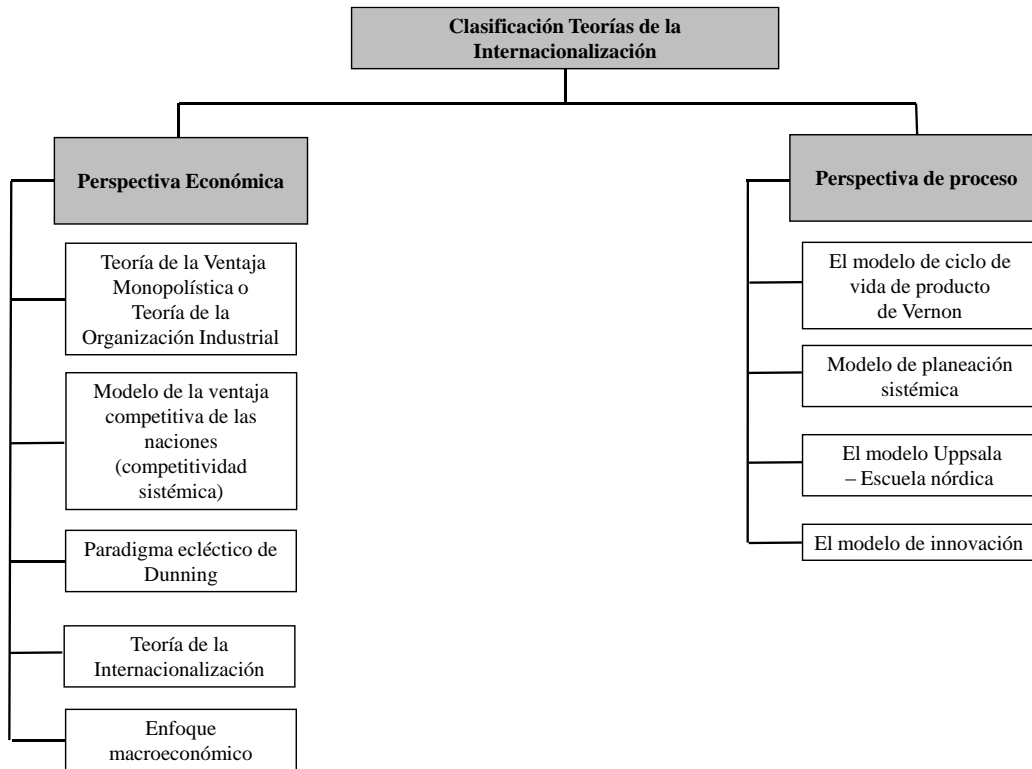 Clasificación Teorías de la
Internacionalización
Perspectiva Económica
Teoría de la Ventaja
Monopolística o
Teoría de la
Organización Industrial
Modelo de la ventaja
competitiva de las
naciones
(competitividad
sistémica)
Paradigma ecléctico de
Dunning
Teoría de la
Internacionalización
Enfoque
macroeconómico
Perspectiva de proceso
El modelo de ciclo de
vida de producto
de Vernon
Modelo de planeación
sistémica
El modelo Uppsala
– Escuela nórdica
El modelo de innovación